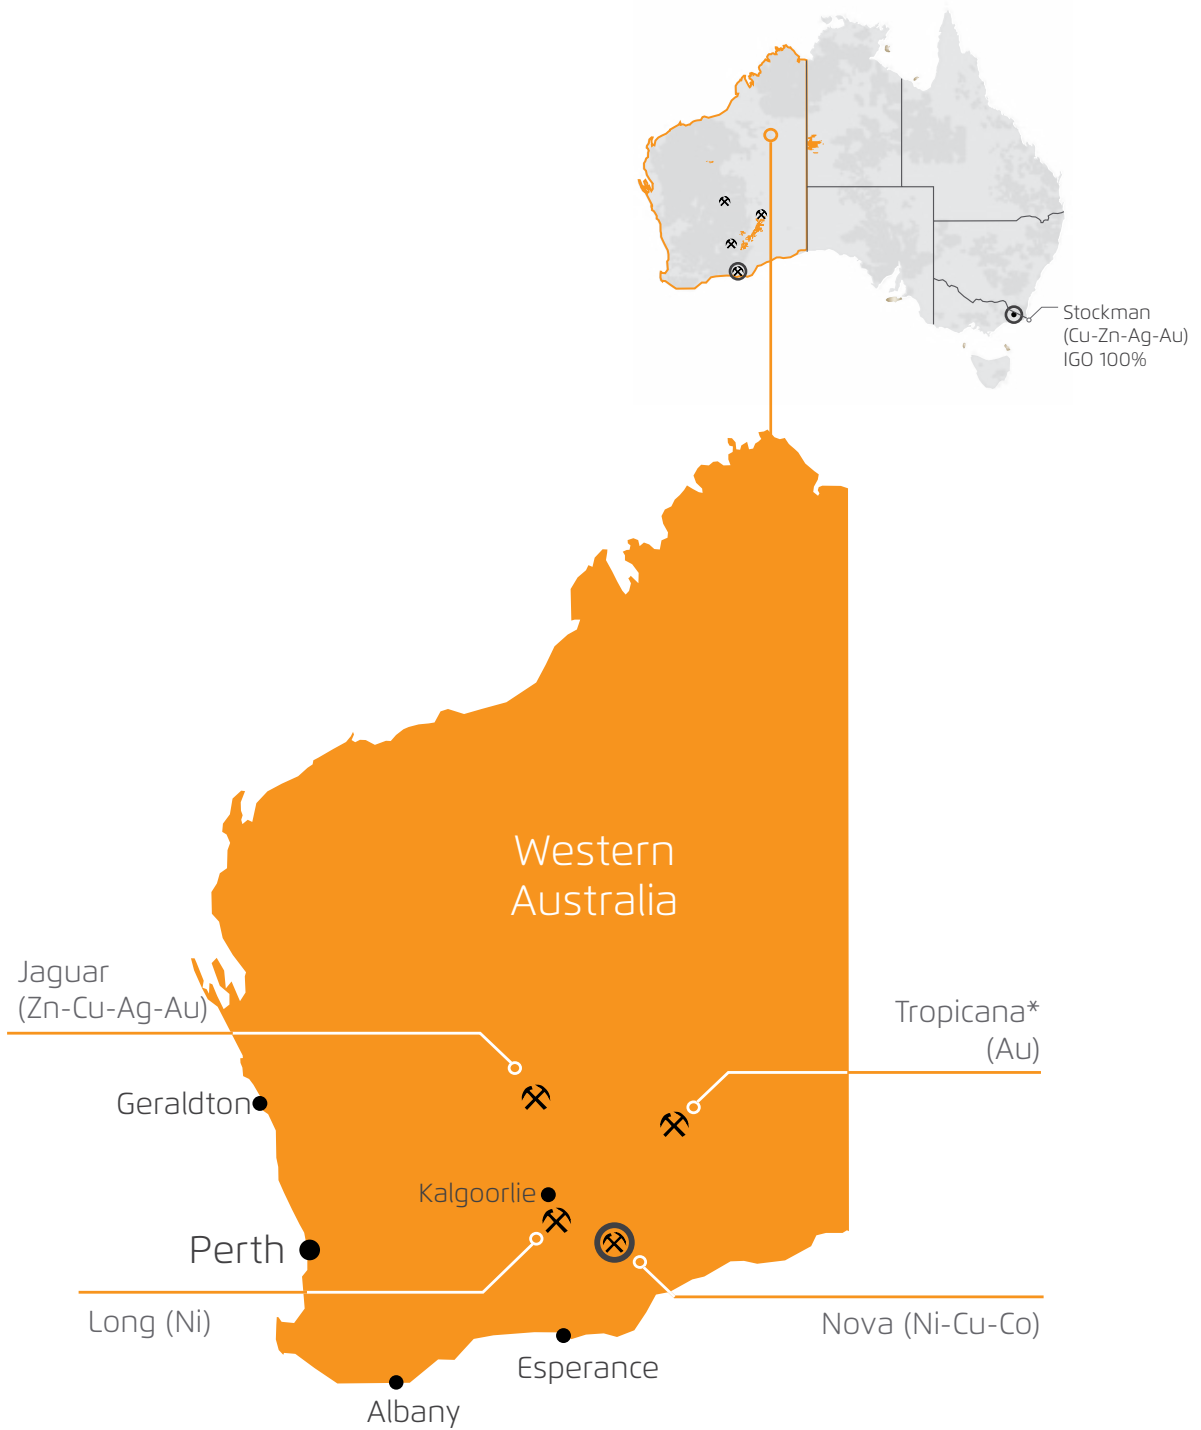 Stockman
(Cu-Zn-Ag-Au)
IGO 100%
Western
Australia
Jaguar
(Zn-Cu-Ag-Au)
Tropicana*
(Au)
Geraldton
Kalgoorlie
Perth
Long (Ni)
Nova (Ni-Cu-Co)
Esperance
Albany